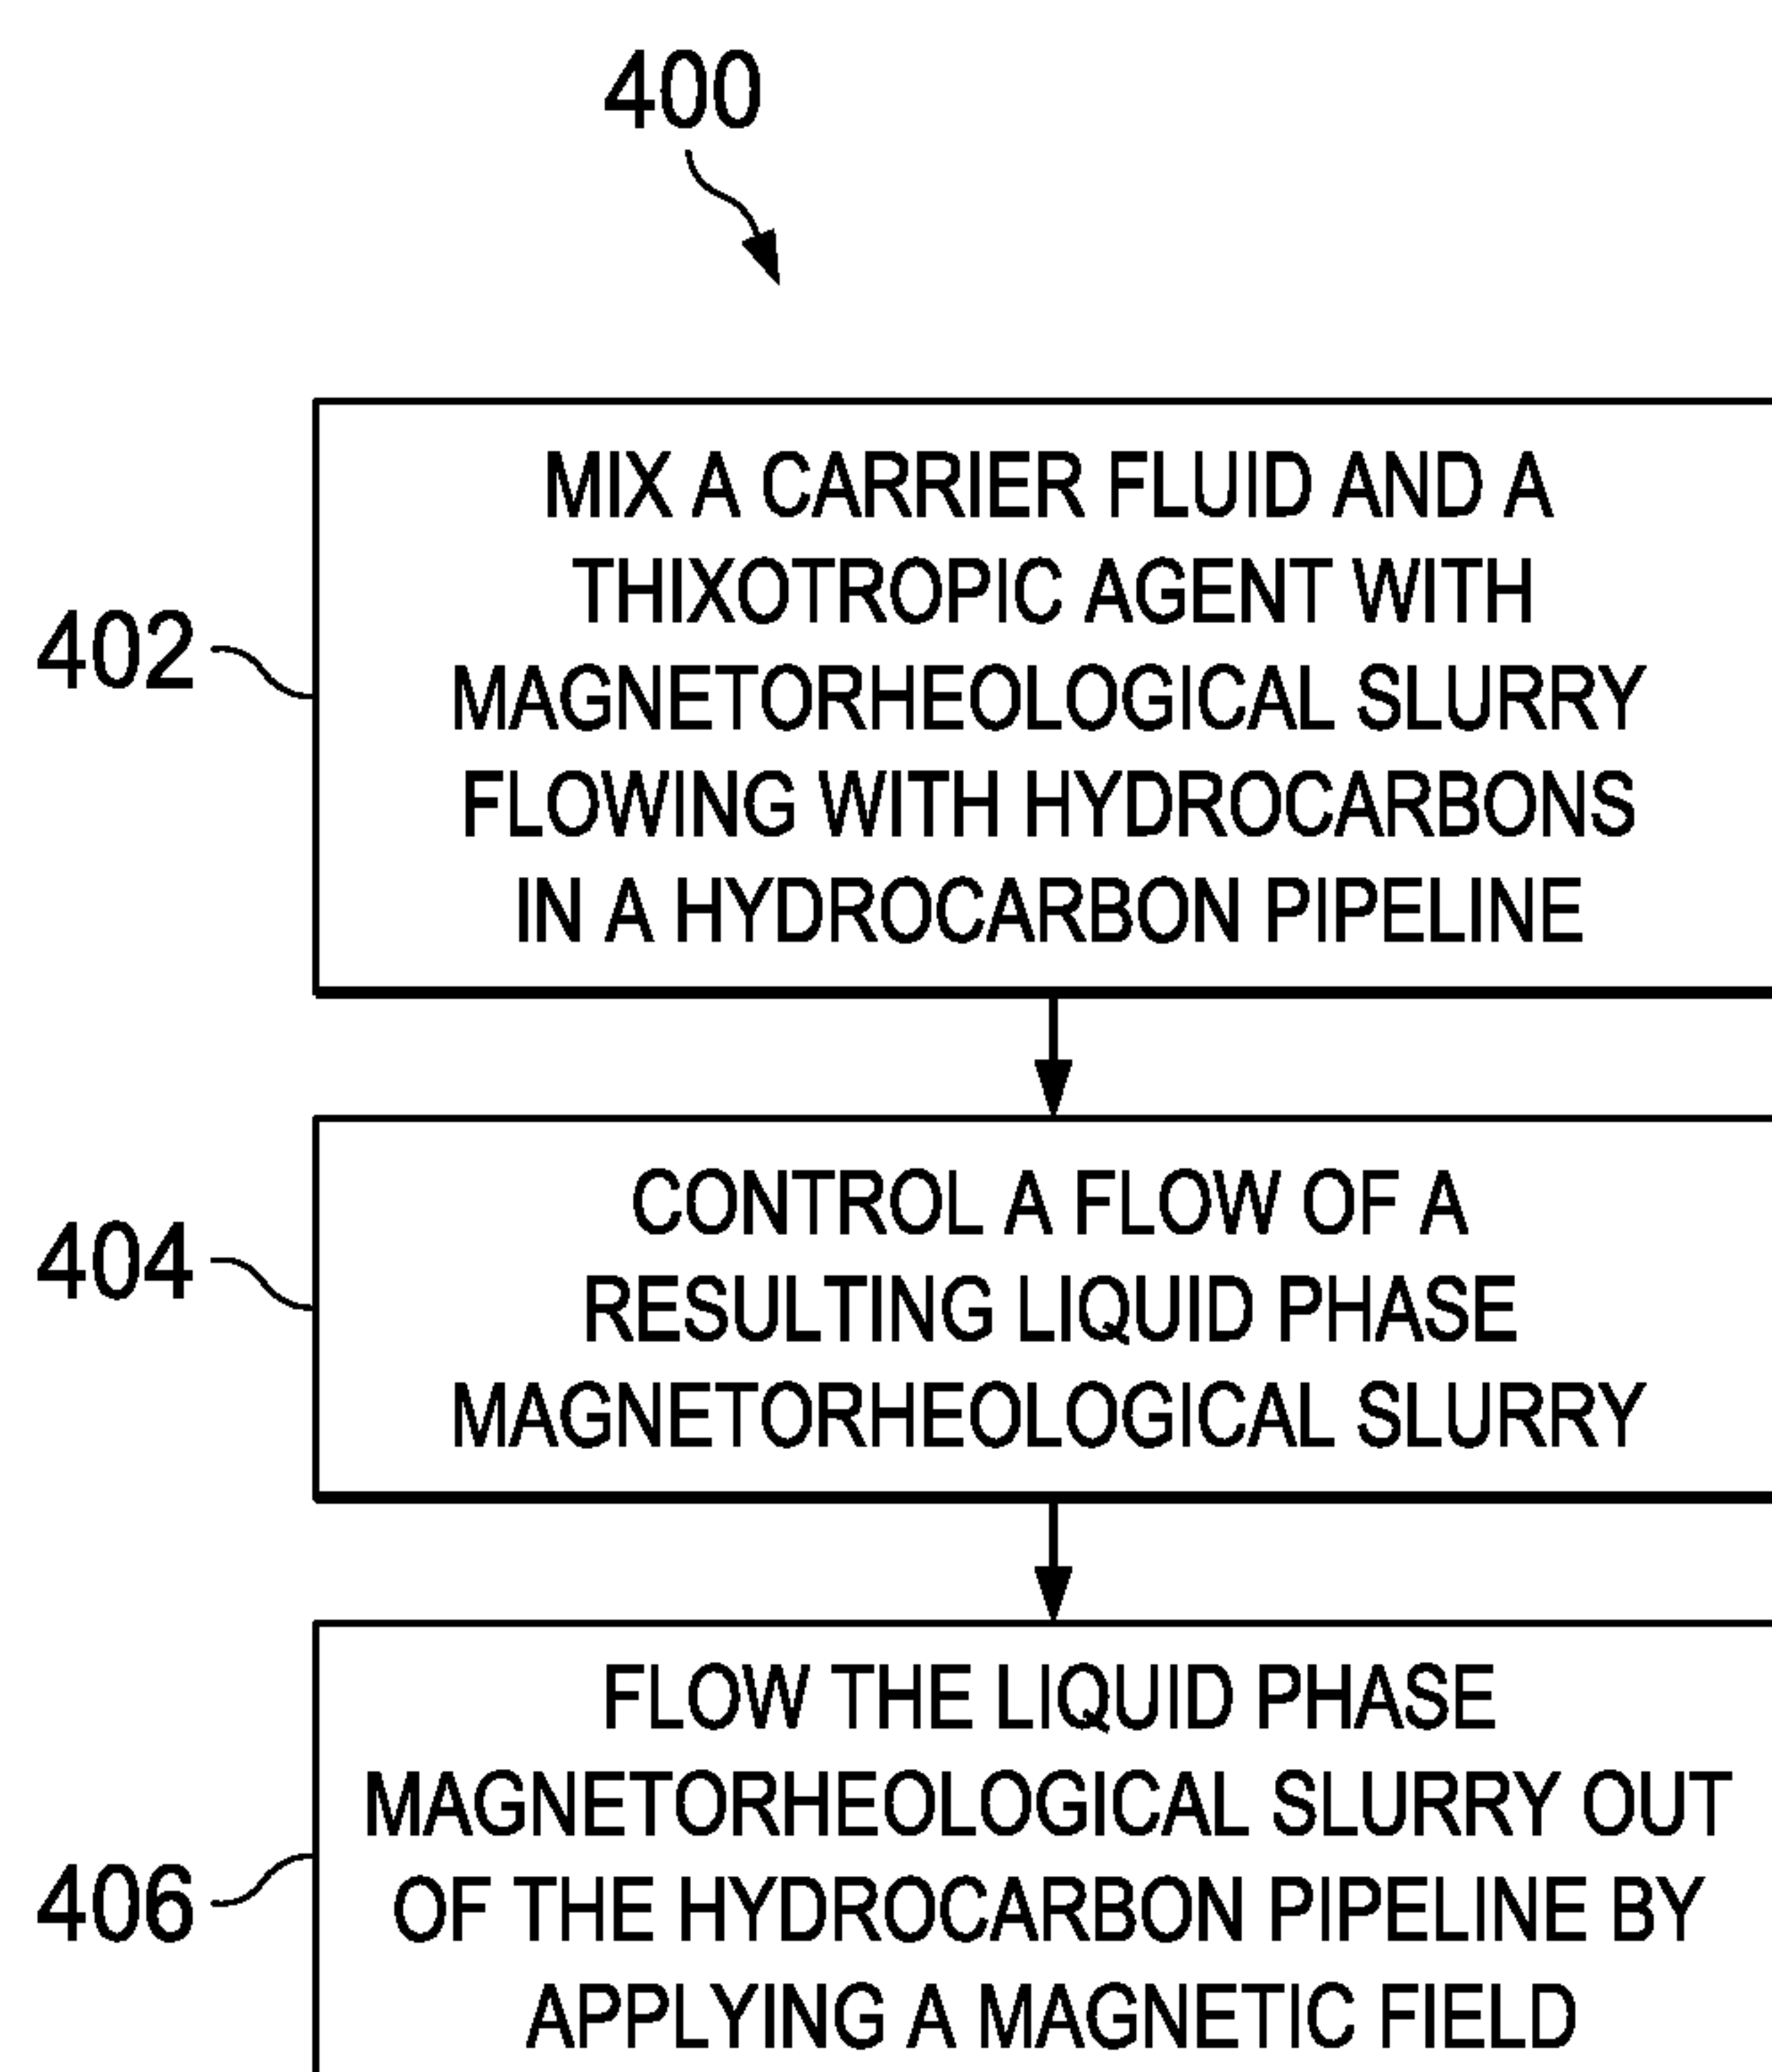 400
402
MIX A CARRIER FLUID AND A
THIXOTROPIC AGENT WITH
MAGNETORHEOLOGICAL SLURRY
FLOWING WITH HYDROCARBONS
IN A HYDROCARBON PIPELINE
404
CONTROL A FLOW OF A
RESULTING LIQUID PHASE
MAGNETORHEOLOGICAL SLURRY
406
FLOW THE LIQUID PHASE
MAGNETORHEOLOGICAL SLURRY OUT
OF THE HYDROCARBON PIPELINE BY
APPLYING A MAGNETIC FIELD